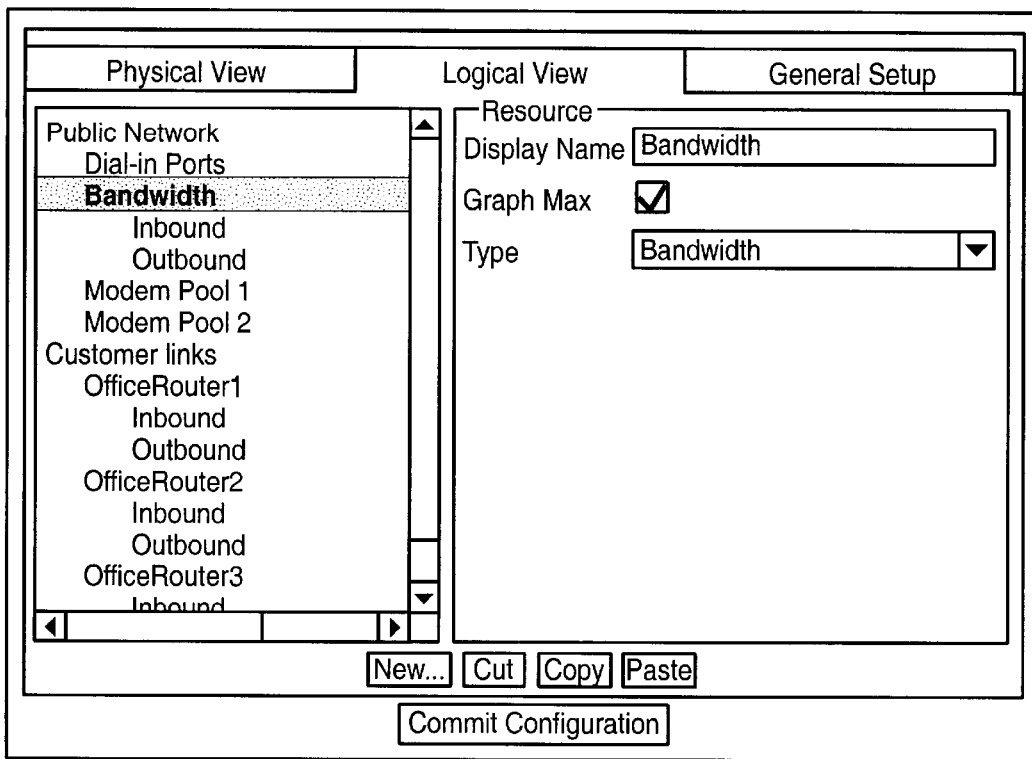 Physical View
Logical View
General Setup
Public Network
Dial-in Ports
Bandwidth
Inbound
Outbound
Modem Pool 1
Modem Pool 2
Customer links
OfficeRouter1
Inbound
Outbound
OfficeRouter2
Inbound
Outbound
OfficeRouter3
Inbound
Resource
Display Name Bandwidth
Graph Max
Type Bandwidth
New... Cut Copy Paste
Commit Configuration